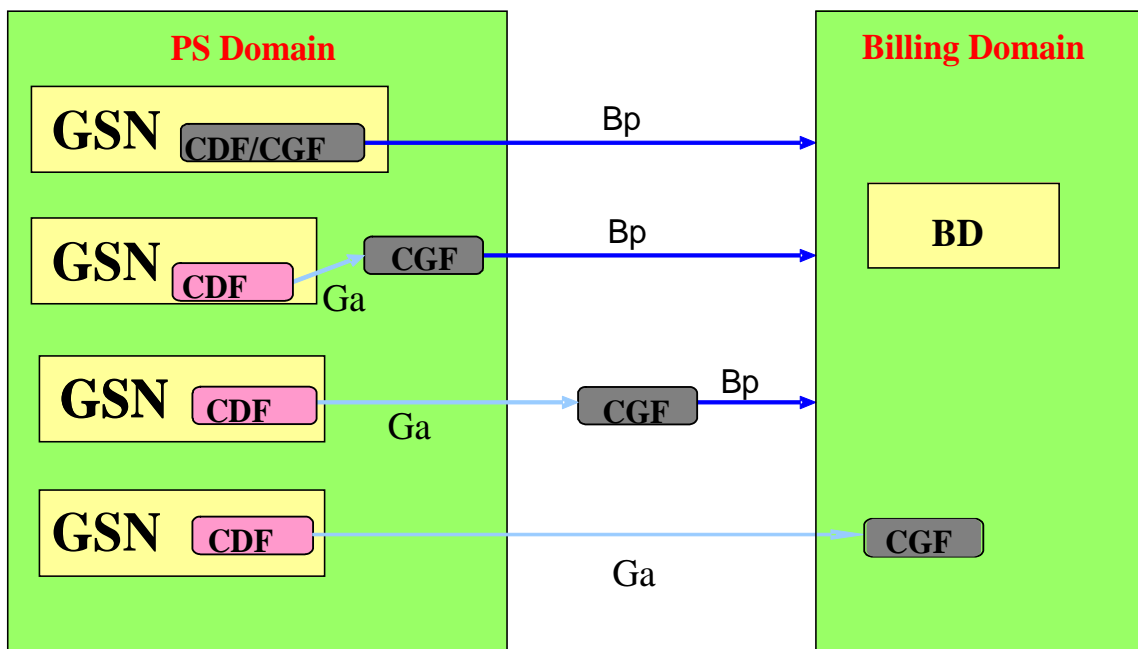 PS Domain
Billing Domain
GSN
CDF/CGF
Bp
GSN
CDF
Ga
CGF
Bp
BD
GSN
CDF
Ga
CGF
Bp
GSN
CDF
Ga
CGF